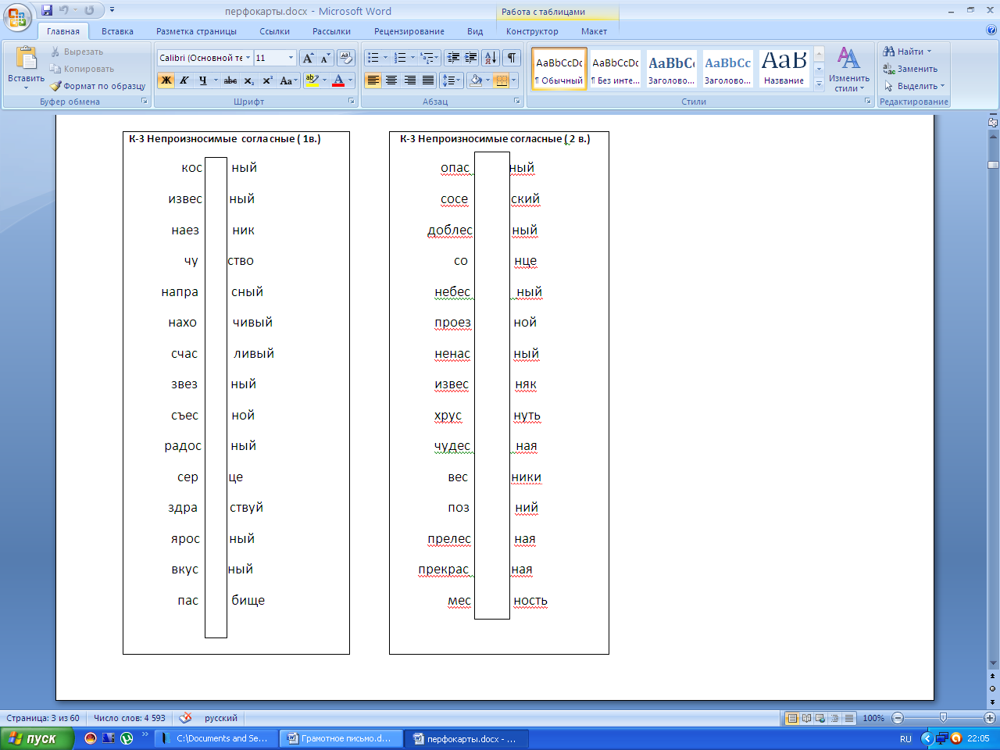 перфокарты.docx - Microsoft Word
Работа с таблицами
Главная Вставка Разметка страницы Ссылки Рассылки Рецензирование Вид Конструктор Макет
Вставить
Вырезать
Копировать
Формат по образцу
Буфер обмена
Calibri (Основной те 11
Ж К Ч abc x₂ x² Aa
Шрифт
Абзац
AaBbCcDc AaBbCcDc AaBbC AaBbCc AaB
¶ Обычный ¶ Без инте... Заголово... Заголово... Название
Изменить стили
Стили
Найти
Заменить
Выделить
Редактирование
К-3 Непроизносимые согласные ( 1в.)
кос ный
извес ный
наез ник
чу ство
напра сный
нахо чивый
счас ливый
звез ный
съес ной
радос ный
сер це
здра ствуй
ярос ный
вкус ный
пас бище
К-3 Непроизносимые согласные ( 2 в.)
опас ный
сосе ский
доблес ный
со нце
небес ный
проез ной
ненас ный
извес няк
хрус нуть
чудес ная
вес ники
поз ний
прелес ная
прекрас ная
мес ность
Страница: 3 из 60 Число слов: 4 593 русский 100%
пуск C:\Documents and Se... Грамотное письмо.d... перфокарты.docx - ... RU 22:05